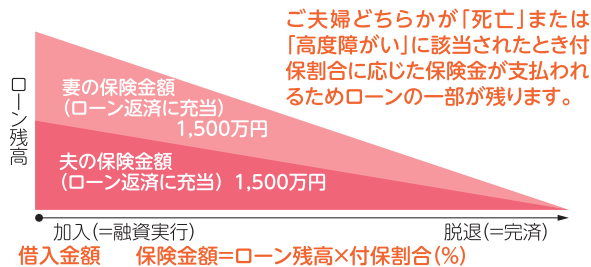 ご夫婦どちらかが「死亡」または
「高度障がい」に該当されたとき付
保割合に応じた保険金が支払われ
るためローンの一部が残ります。
ローン残高
妻の保険金額
(ローン返済に充当)
1,500万円
夫の保険金額
(ローン返済に充当) 1,500万円
加入(=融資実行)
脱退(=完済)
借入金額 保険金額=ローン残高×付保割合(%)